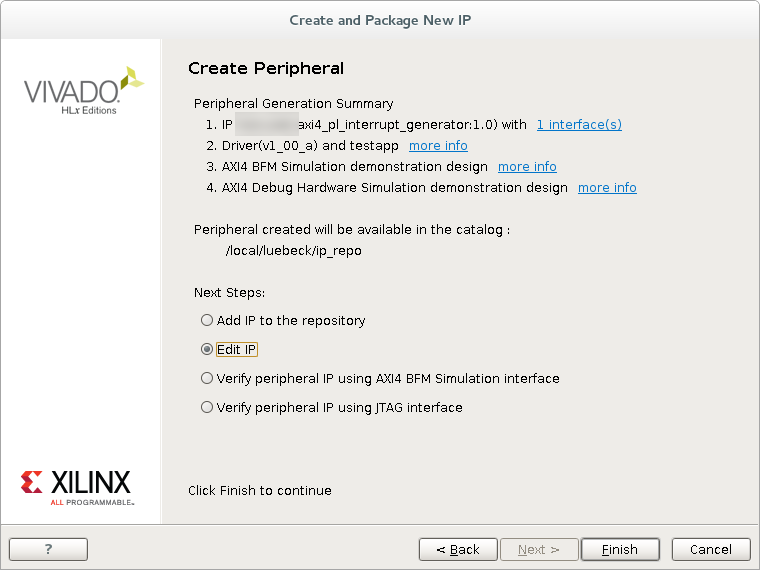 Create and Package New IP
VIVADO.
HLx Editions
Create Peripheral
Peripheral Generation Summary
1. IP axi4_pl_interrupt_generator:1.0) with 1 interface(s)
2. Driver(v1_00_a) and testapp more info
3. AXI4 BFM Simulation demonstration design more info
4. AXI4 Debug Hardware Simulation demonstration design more info
Peripheral created will be available in the catalog :
/local/luebeck/ip_repo
Next Steps:
Add IP to the repository
Edit IP
Verify peripheral IP using AXI4 BFM Simulation interface
Verify peripheral IP using JTAG interface
XILINX
ALL PROGRAMMABLE™
Click Finish to continue
? < Back Next > Finish Cancel